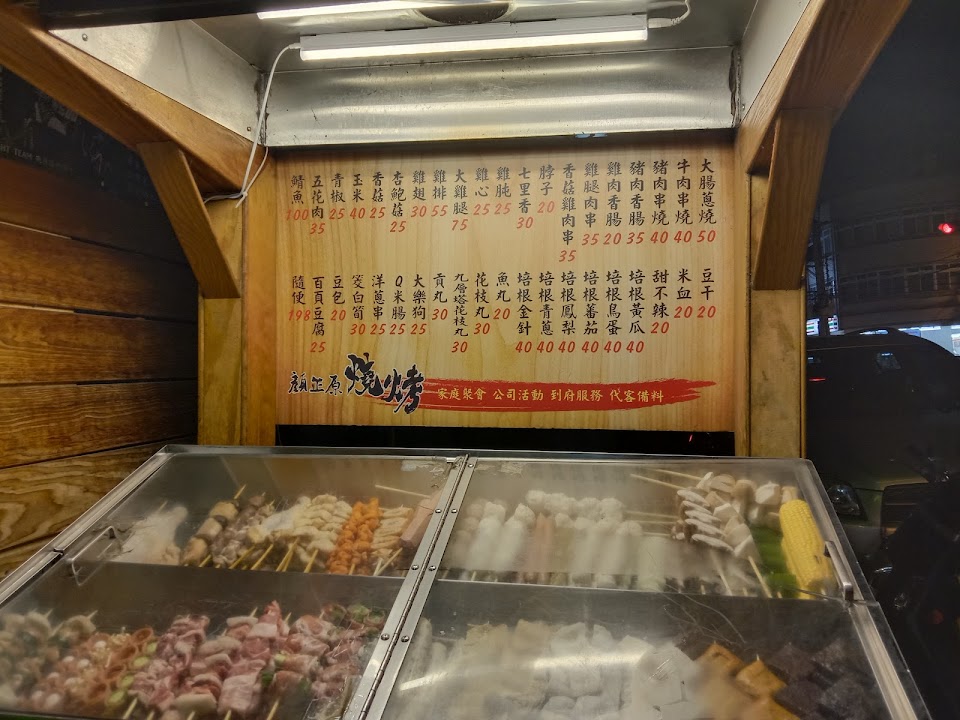 大腸蔥燒 50
牛肉串燒 40
豬肉串燒 40
豬肉香腸 35
雞肉香腸 20
雞腿肉串 35
香菇雞肉串 35
脖子 20
七里香 30
雞肫 25
雞心 25
大雞腿 75
雞排 55
雞翅 30
杏鮑菇 25
香菇 25
玉米 40
青椒 25
五花肉 35
鯖魚 100
豆干 20
米血 20
甜不辣 20
培根黃瓜 40
培根鳥蛋 40
培根蕃茄 40
培根鳳梨 40
培根青蔥 40
培根金針 40
魚丸 20
花枝丸 30
九層塔花枝丸 30
貢丸 30
大樂狗 25
Q米腸 25
洋蔥串 25
筊白筍 30
豆包 20
百頁豆腐 25
隨便 198
顏正原 燒烤
家庭聚會 公司活動 到府服務 代客備料